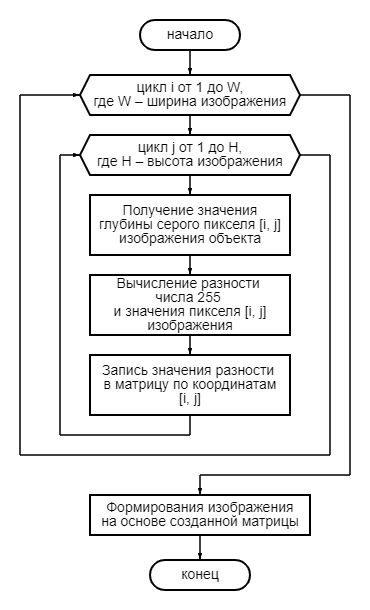 начало
цикл i от 1 до W,
где W – ширина изображения
цикл j от 1 до H,
где H – высота изображения
Получение значения
глубины серого пикселя [i, j]
изображения объекта
Вычисление разности
числа 255
и значения пикселя [i, j]
изображения
Запись значения разности
в матрицу по координатам
[i, j]
Формирования изображения
на основе созданной матрицы
конец